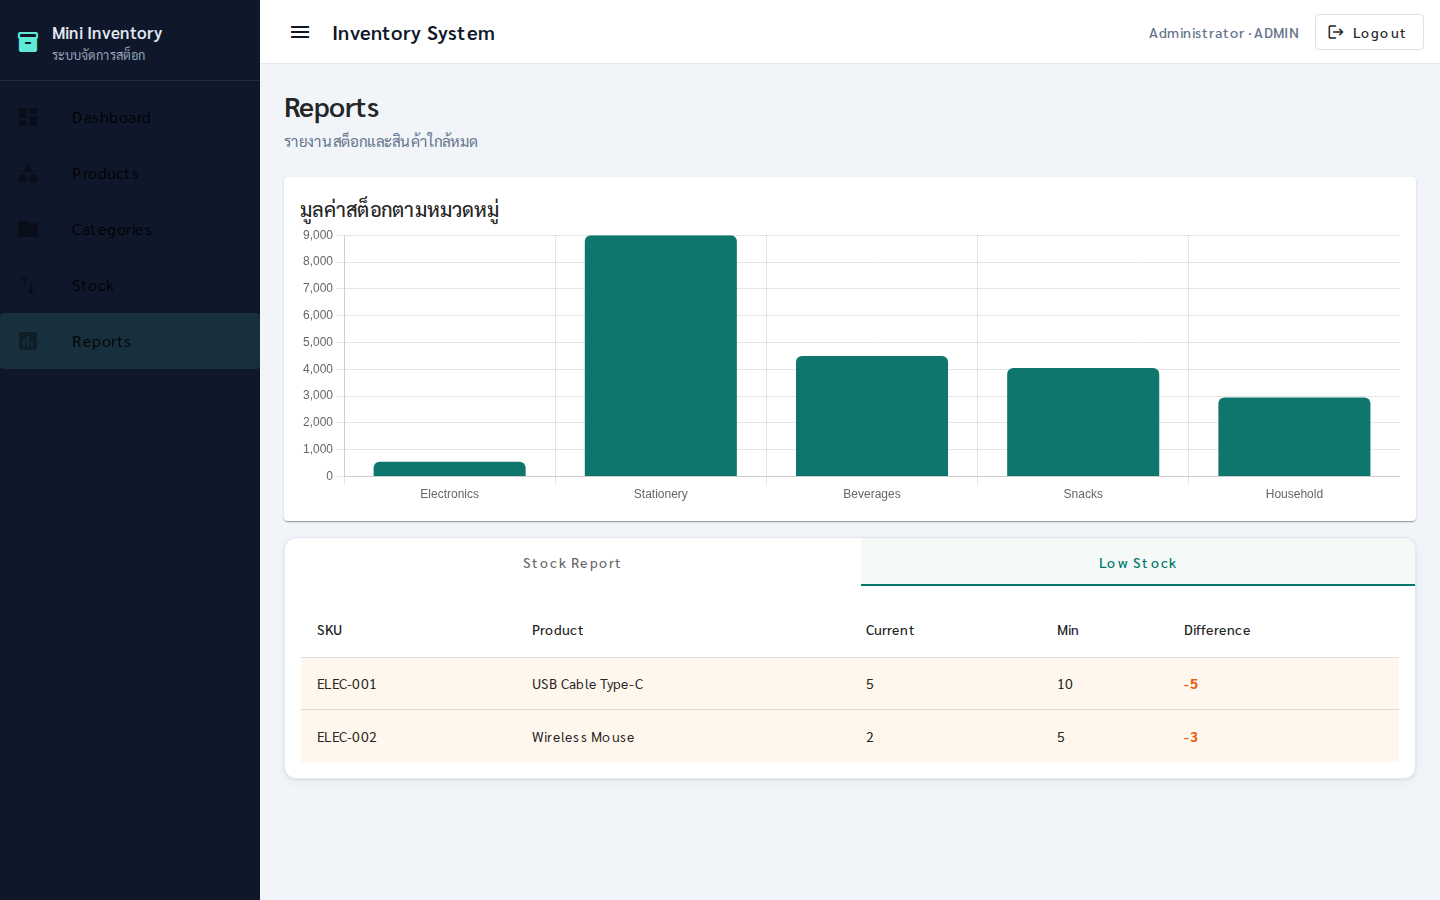 Mini Inventory
ระบบจัดการสต็อก
Dashboard
Products
Categories
Stock
Reports
Inventory System
Administrator · ADMIN
Logout
Reports
รายงานสต็อกและสินค้าใกล้หมด
มูลค่าสต็อกตามหมวดหมู่
9,000
8,000
7,000
6,000
5,000
4,000
3,000
2,000
1,000
0
Electronics Stationery Beverages Snacks Household
Stock Report Low Stock
SKU Product Current Min Difference
ELEC-001 USB Cable Type-C 5 10 -5
ELEC-002 Wireless Mouse 2 5 -3